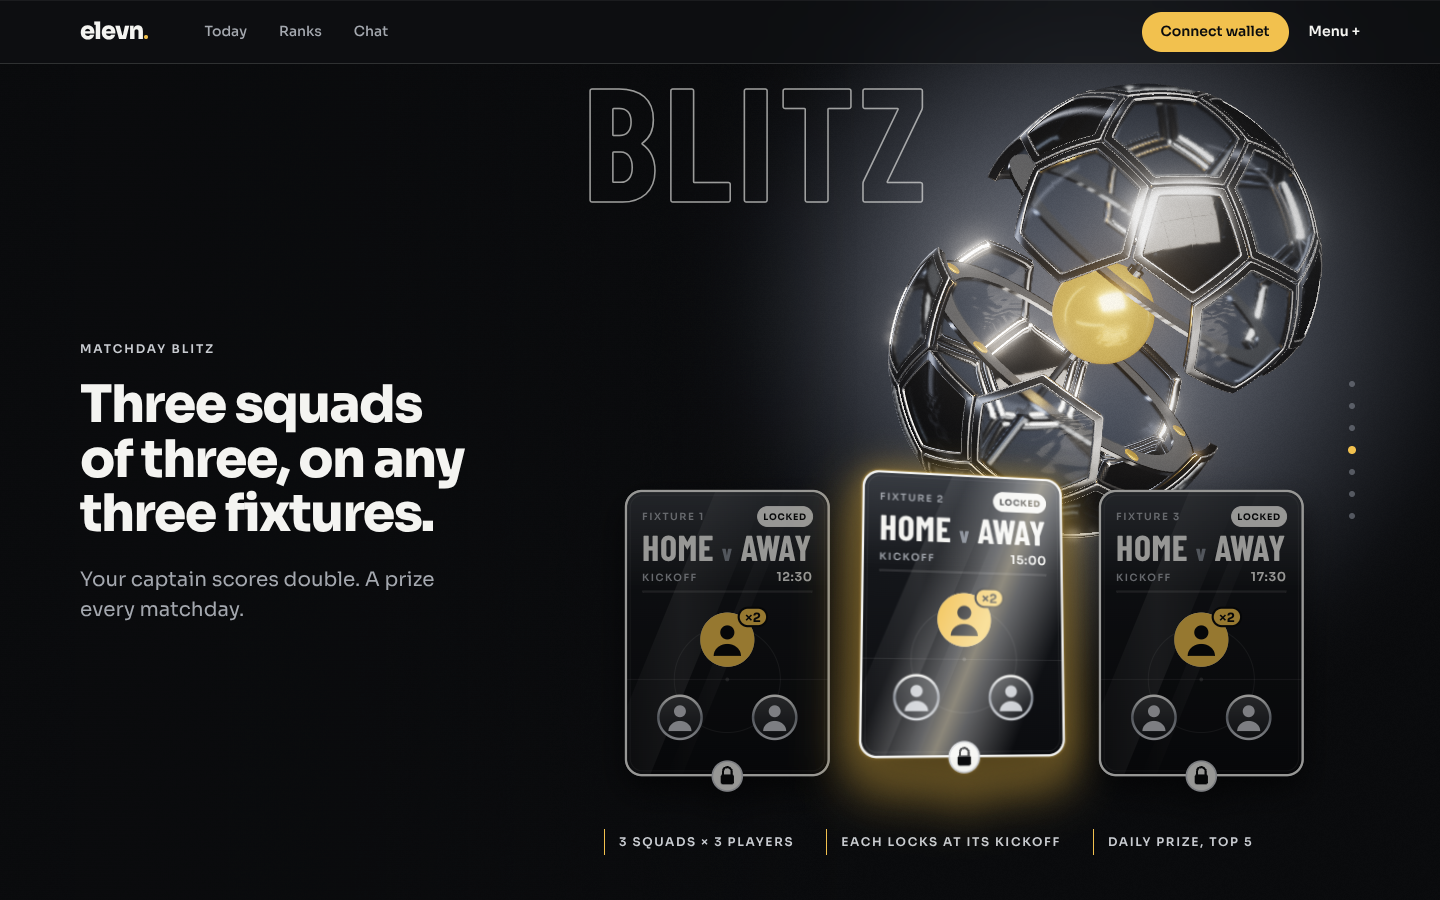 elevn.
Today
Ranks
Chat
Connect wallet
Menu +
BLITZ
MATCHDAY BLITZ
Three squads
of three, on any
three fixtures.
Your captain scores double. A prize
every matchday.
FIXTURE 1
LOCKED
HOME v AWAY
KICKOFF
12:30
×2
FIXTURE 2
LOCKED
HOME v AWAY
KICKOFF
15:00
×2
FIXTURE 3
LOCKED
HOME v AWAY
KICKOFF
17:30
×2
3 SQUADS × 3 PLAYERS
EACH LOCKS AT ITS KICKOFF
DAILY PRIZE, TOP 5